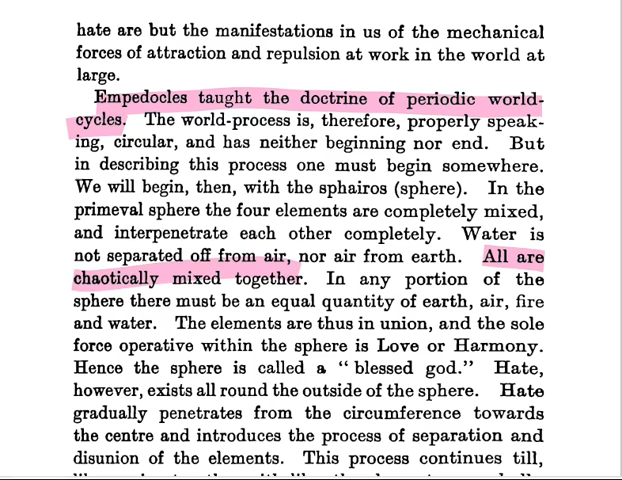 hate are but the manifestations in us of the mechanical
forces of attraction and repulsion at work in the world at
large.
Empedocles taught the doctrine of periodic world-
cycles. The world-process is, therefore, properly speak-
ing, circular, and has neither beginning nor end. But
in describing this process one must begin somewhere.
We will begin, then, with the sphairos (sphere). In the
primeval sphere the four elements are completely mixed,
and interpenetrate each other completely. Water is
not separated off from air, nor air from earth. All are
chaotically mixed together. In any portion of the
sphere there must be an equal quantity of earth, air, fire
and water. The elements are thus in union, and the sole
force operative within the sphere is Love or Harmony.
Hence the sphere is called a “ blessed god.” Hate,
however, exists all round the outside of the sphere. Hate
gradually penetrates from the circumference towards
the centre and introduces the process of separation and
disunion of the elements. This process continues till,